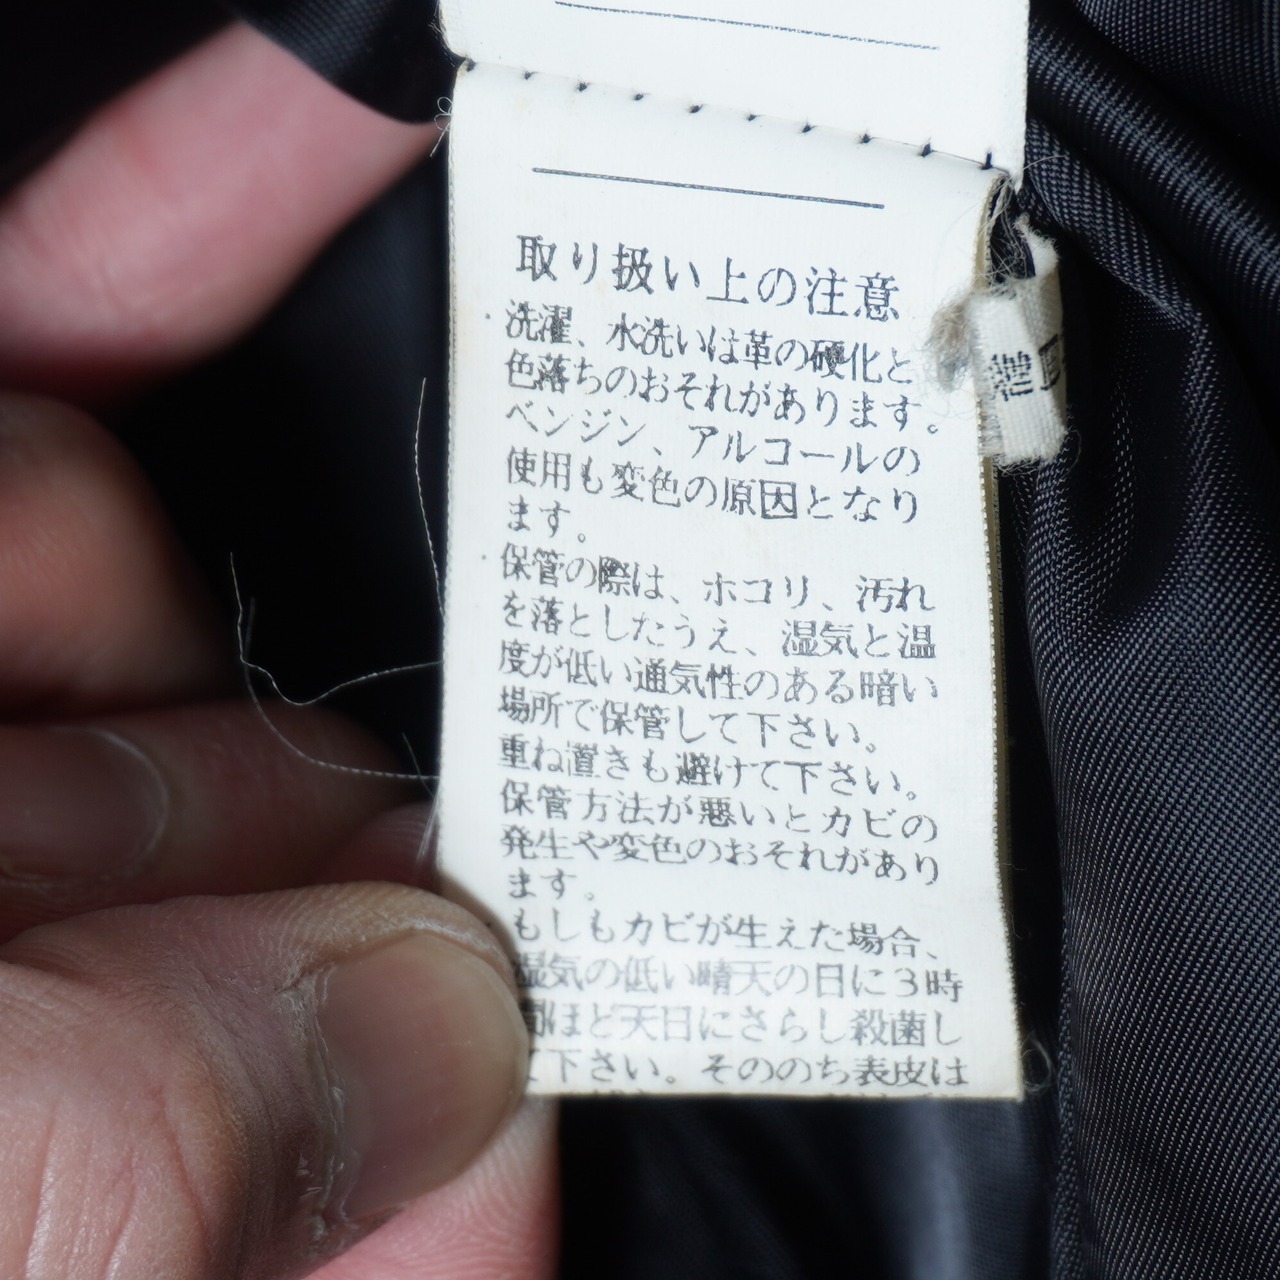 取り扱い上の注意
・洗濯、水洗いは革の硬化と
色落ちのおそれがあります。
ベンジン、アルコールの
使用も変色の原因となり
ます。
・保管の際は、ホコリ、汚れ
を落としたうえ、湿気と温
度が低い通気性のある暗い
場所で保管して下さい。
重ね置きも避けて下さい。
保管方法が悪いとカビの
発生や変色のおそれがあり
ます。
もしもカビが生えた場合、
湿気の低い晴天の日に3時
間ほど天日にさらし殺菌し
て下さい。そののち表皮は